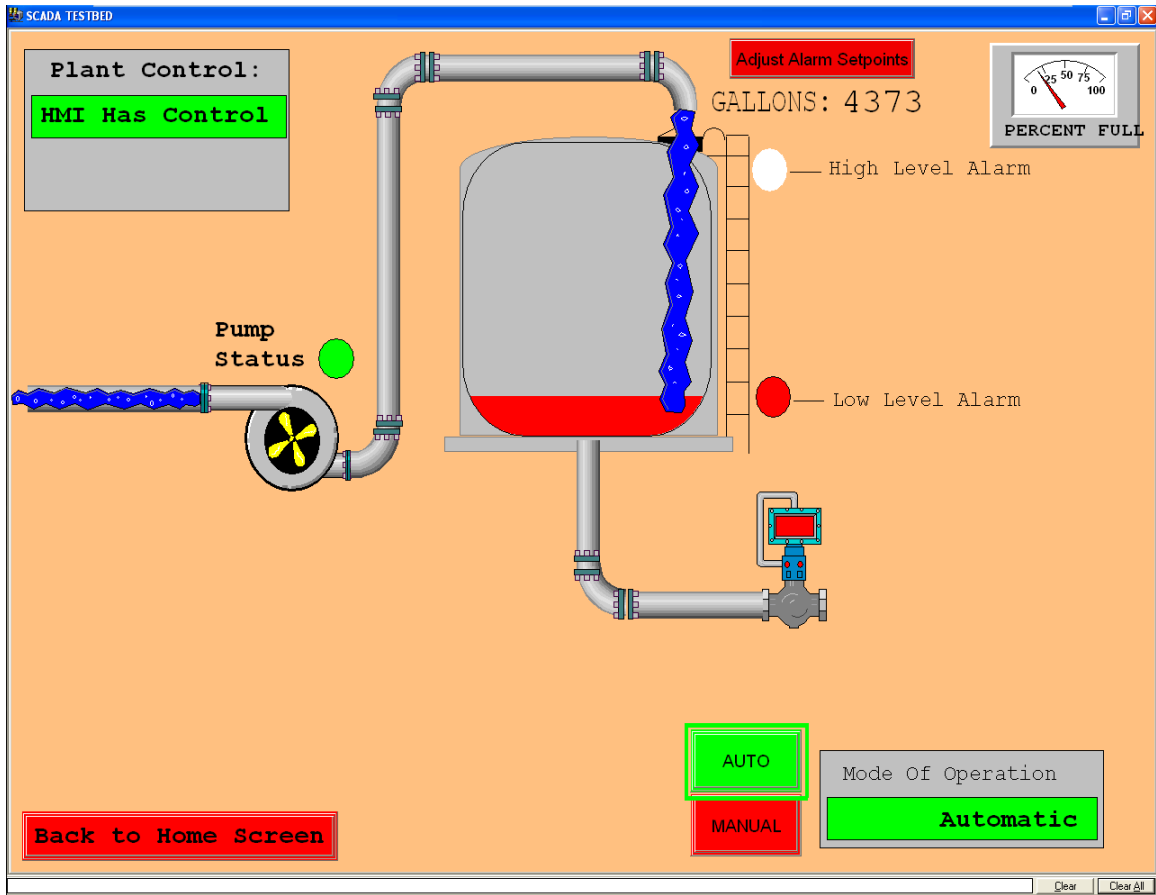 SCADA TESTBED
Plant Control:
HMI Has Control
Adjust Alarm Setpoints
GALLONS: 4373
0 25 50 75 100
PERCENT FULL
High Level Alarm
Pump
Status
Low Level Alarm
AUTO
MANUAL
Mode Of Operation
Automatic
Back to Home Screen
Clear
Clear All